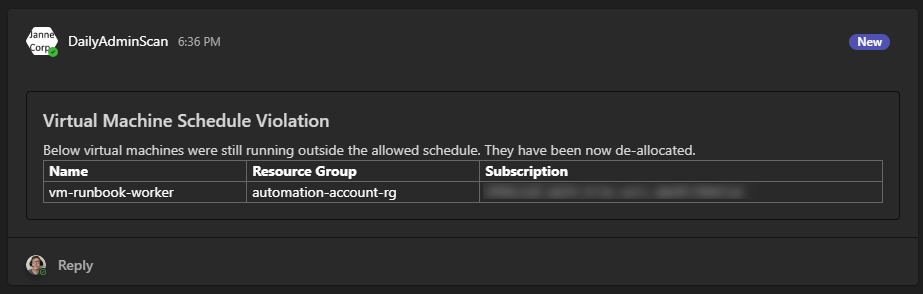 Janne
Corp
DailyAdminScan 6:36 PM
New
Virtual Machine Schedule Violation
Below virtual machines were still running outside the allowed schedule. They have been now de-allocated.
Name Resource Group Subscription
vm-runbook-worker automation-account-rg
Reply